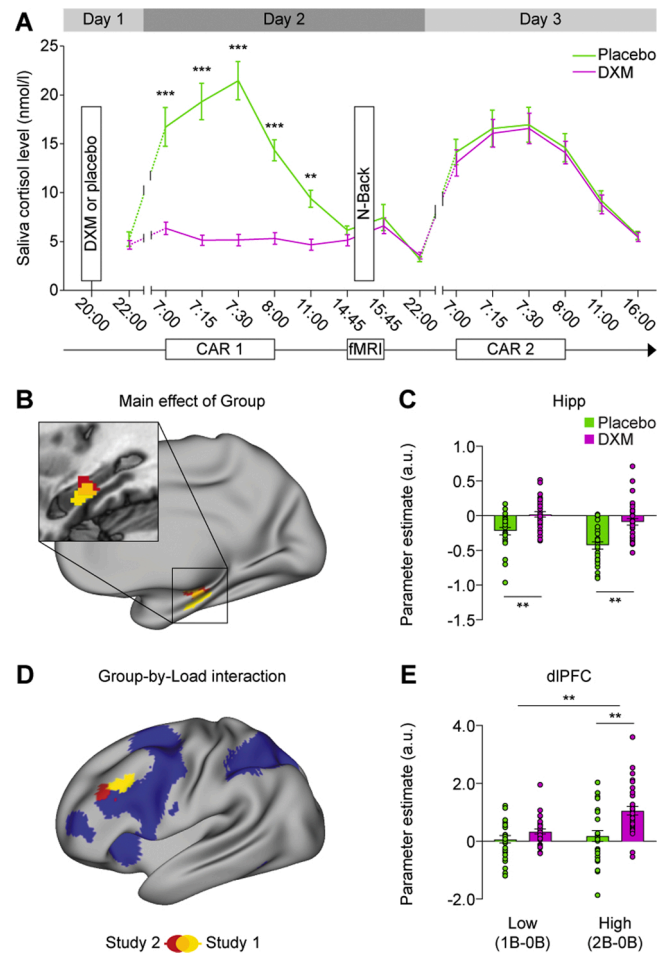 A
Day 1 Day 2 Day 3
Saliva cortisol level (nmol/l)
25
20
15
10
5
0
DXM or placebo
N-Back
*** *** *** *** **
Placebo
DXM
20:00 22:00 7:00 7:15 7:30 8:00 11:00 14:45 15:45 22:00 7:00 7:15 7:30 8:00 11:00 16:00
CAR 1 fMRI CAR 2
B
Main effect of Group
C
Hipp
Placebo
DXM
Parameter estimate (a.u.)
1.0
0.5
0
-0.5
-1.0
-1.5
** **
D
Group-by-Load interaction
Study 2 Study 1
E
dlPFC
**
**
Parameter estimate (a.u.)
4.0
2.0
0
-2.0
Low High
(1B-0B) (2B-0B)